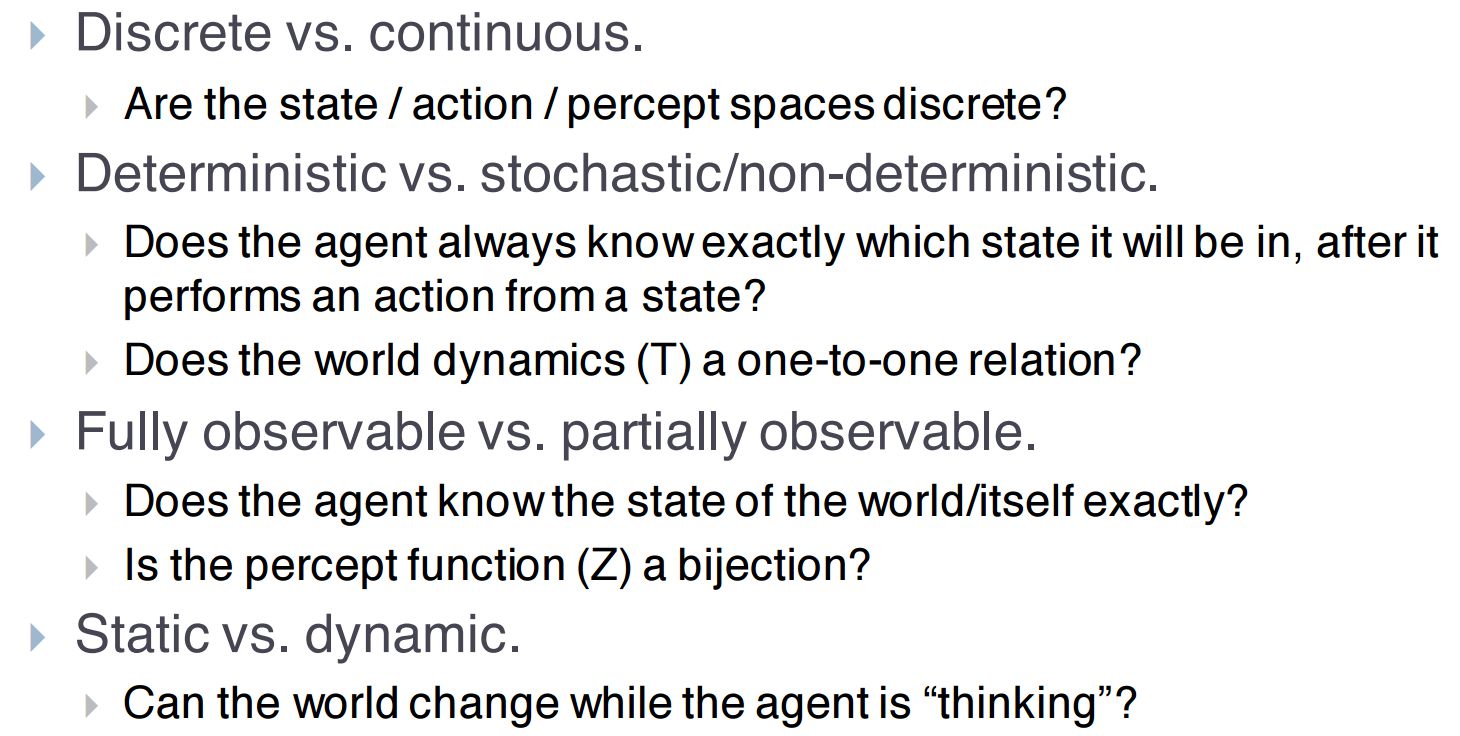 Discrete vs. continuous.
Are the state / action / percept spaces discrete?
Deterministic vs. stochastic/non-deterministic.
Does the agent always know exactly which state it will be in, after it
performs an action from a state?
Does the world dynamics (T) a one-to-one relation?
Fully observable vs. partially observable.
Does the agent know the state of the world/itself exactly?
Is the percept function (Z) a bijection?
Static vs. dynamic.
Can the world change while the agent is “thinking”?